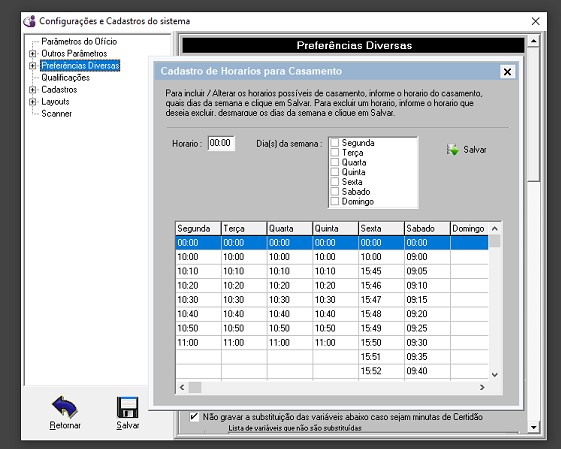 Configurações e Cadastros do sistema
Parâmetros do Ofício
Outros Parâmetros
Preferências Diversas
Qualificações
Cadastros
Layouts
Scanner
Preferências Diversas
Cadastro de Horarios para Casamento
Para incluir / Alterar os horarios possíveis de casamento, informe o horario do casamento,
quais dias da semana e clique em Salvar. Para excluir um horario, informe o horario que
deseja excluir, desmarque os dias da semana e clique em Salvar.
Horario : 00:00 Dia(s) da semana : Segunda
Terça
Quarta
Quinta
Sexta
Sabado
Domingo
Salvar
Segunda Terça Quarta Quinta Sexta Sabado Domingo
00:00 00:00 00:00 00:00 00:00 00:00
10:00 10:00 10:00 10:00 10:00 09:00
10:10 10:10 10:10 10:10 15:45 09:05
10:20 10:20 10:20 10:20 15:46 09:10
10:30 10:30 10:30 10:30 15:47 09:15
10:40 10:40 10:40 10:40 15:48 09:20
10:50 10:50 10:50 10:50 15:49 09:25
11:00 11:00 11:00 11:00 15:50 09:30
15:51 09:35
15:52 09:40
Retornar Salvar
Não gravar a substituição das variáveis abaixo caso sejam minutas de Certidão
Lista de variáveis que não são substituídas